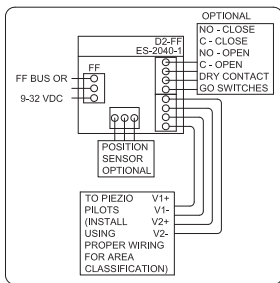 OPTIONAL
D2-FF
ES-2040-1
NO - CLOSE
C - CLOSE
NO - OPEN
C - OPEN
DRY CONTACT
GO SWITCHES
FF
FF BUS OR
9-32 VDC
POSITION
SENSOR
OPTIONAL
TO PIEZIO V1+
PILOTS V1-
(INSTALL V2+
USING V2-
PROPER WIRING
FOR AREA
CLASSIFICATION)